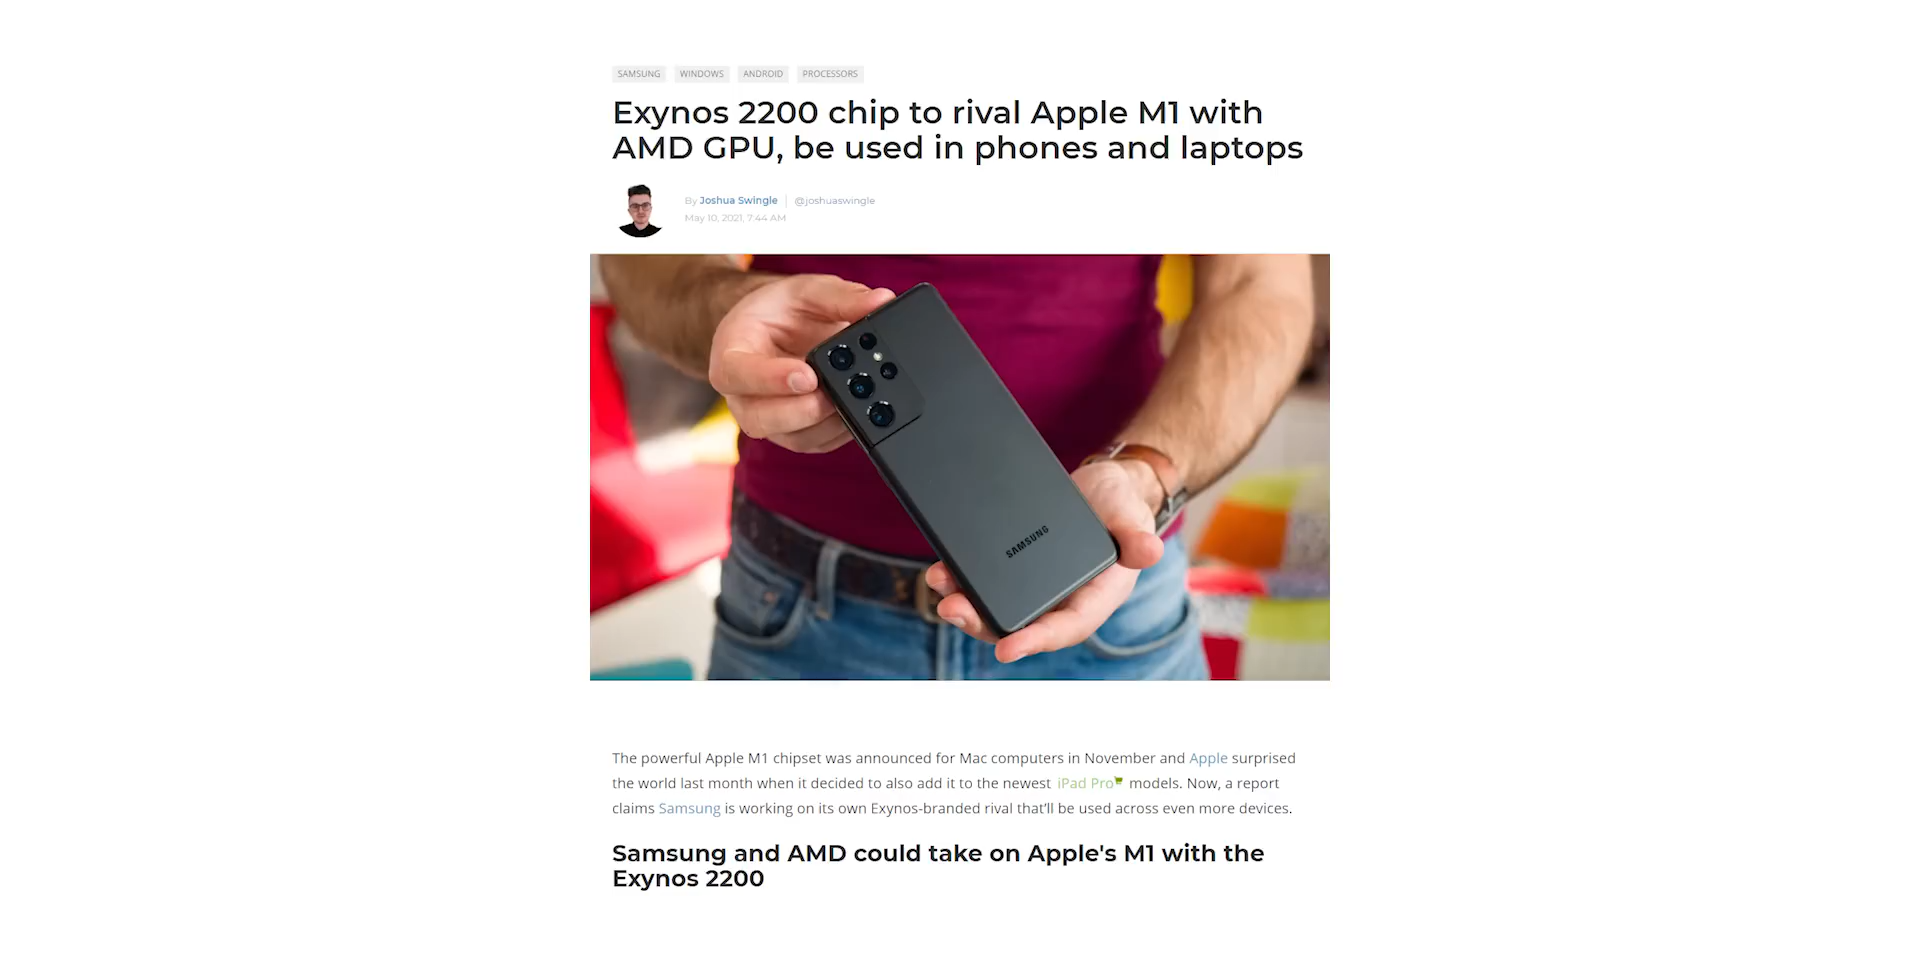 SAMSUNG WINDOWS ANDROID PROCESSORS
Exynos 2200 chip to rival Apple M1 with
AMD GPU, be used in phones and laptops
By Joshua Swingle | @joshuaswingle
May 10, 2021, 7:44 AM
SAMSUNG
The powerful Apple M1 chipset was announced for Mac computers in November and Apple surprised
the world last month when it decided to also add it to the newest iPad Pro models. Now, a report
claims Samsung is working on its own Exynos-branded rival that'll be used across even more devices.
Samsung and AMD could take on Apple's M1 with the
Exynos 2200